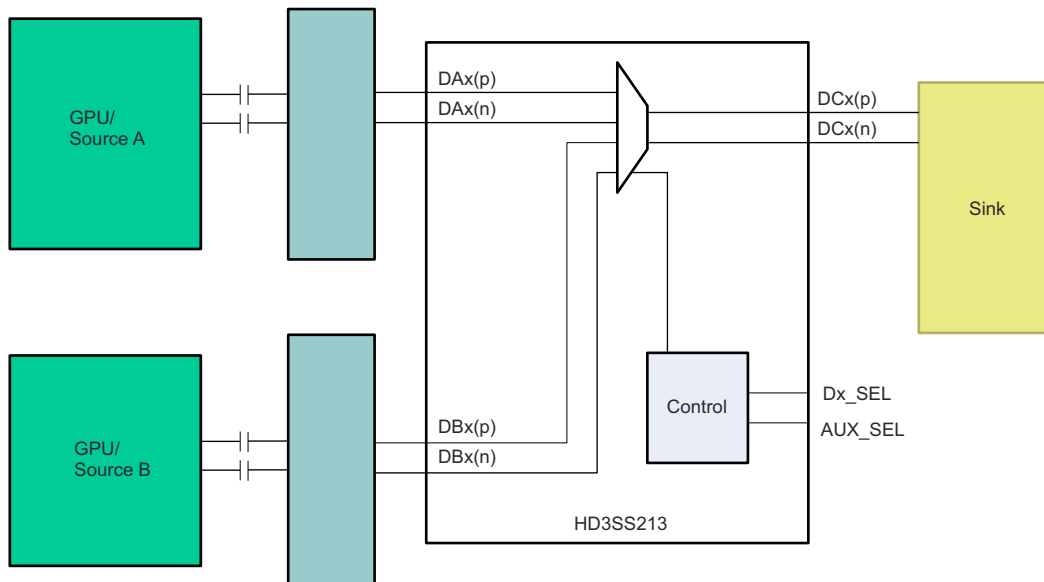 GPU/
Source A
DAx(p)
DAx(n)
DCx(p)
DCx(n)
Sink
GPU/
Source B
DBx(p)
DBx(n)
Control
Dx_SEL
AUX_SEL
HD3SS213